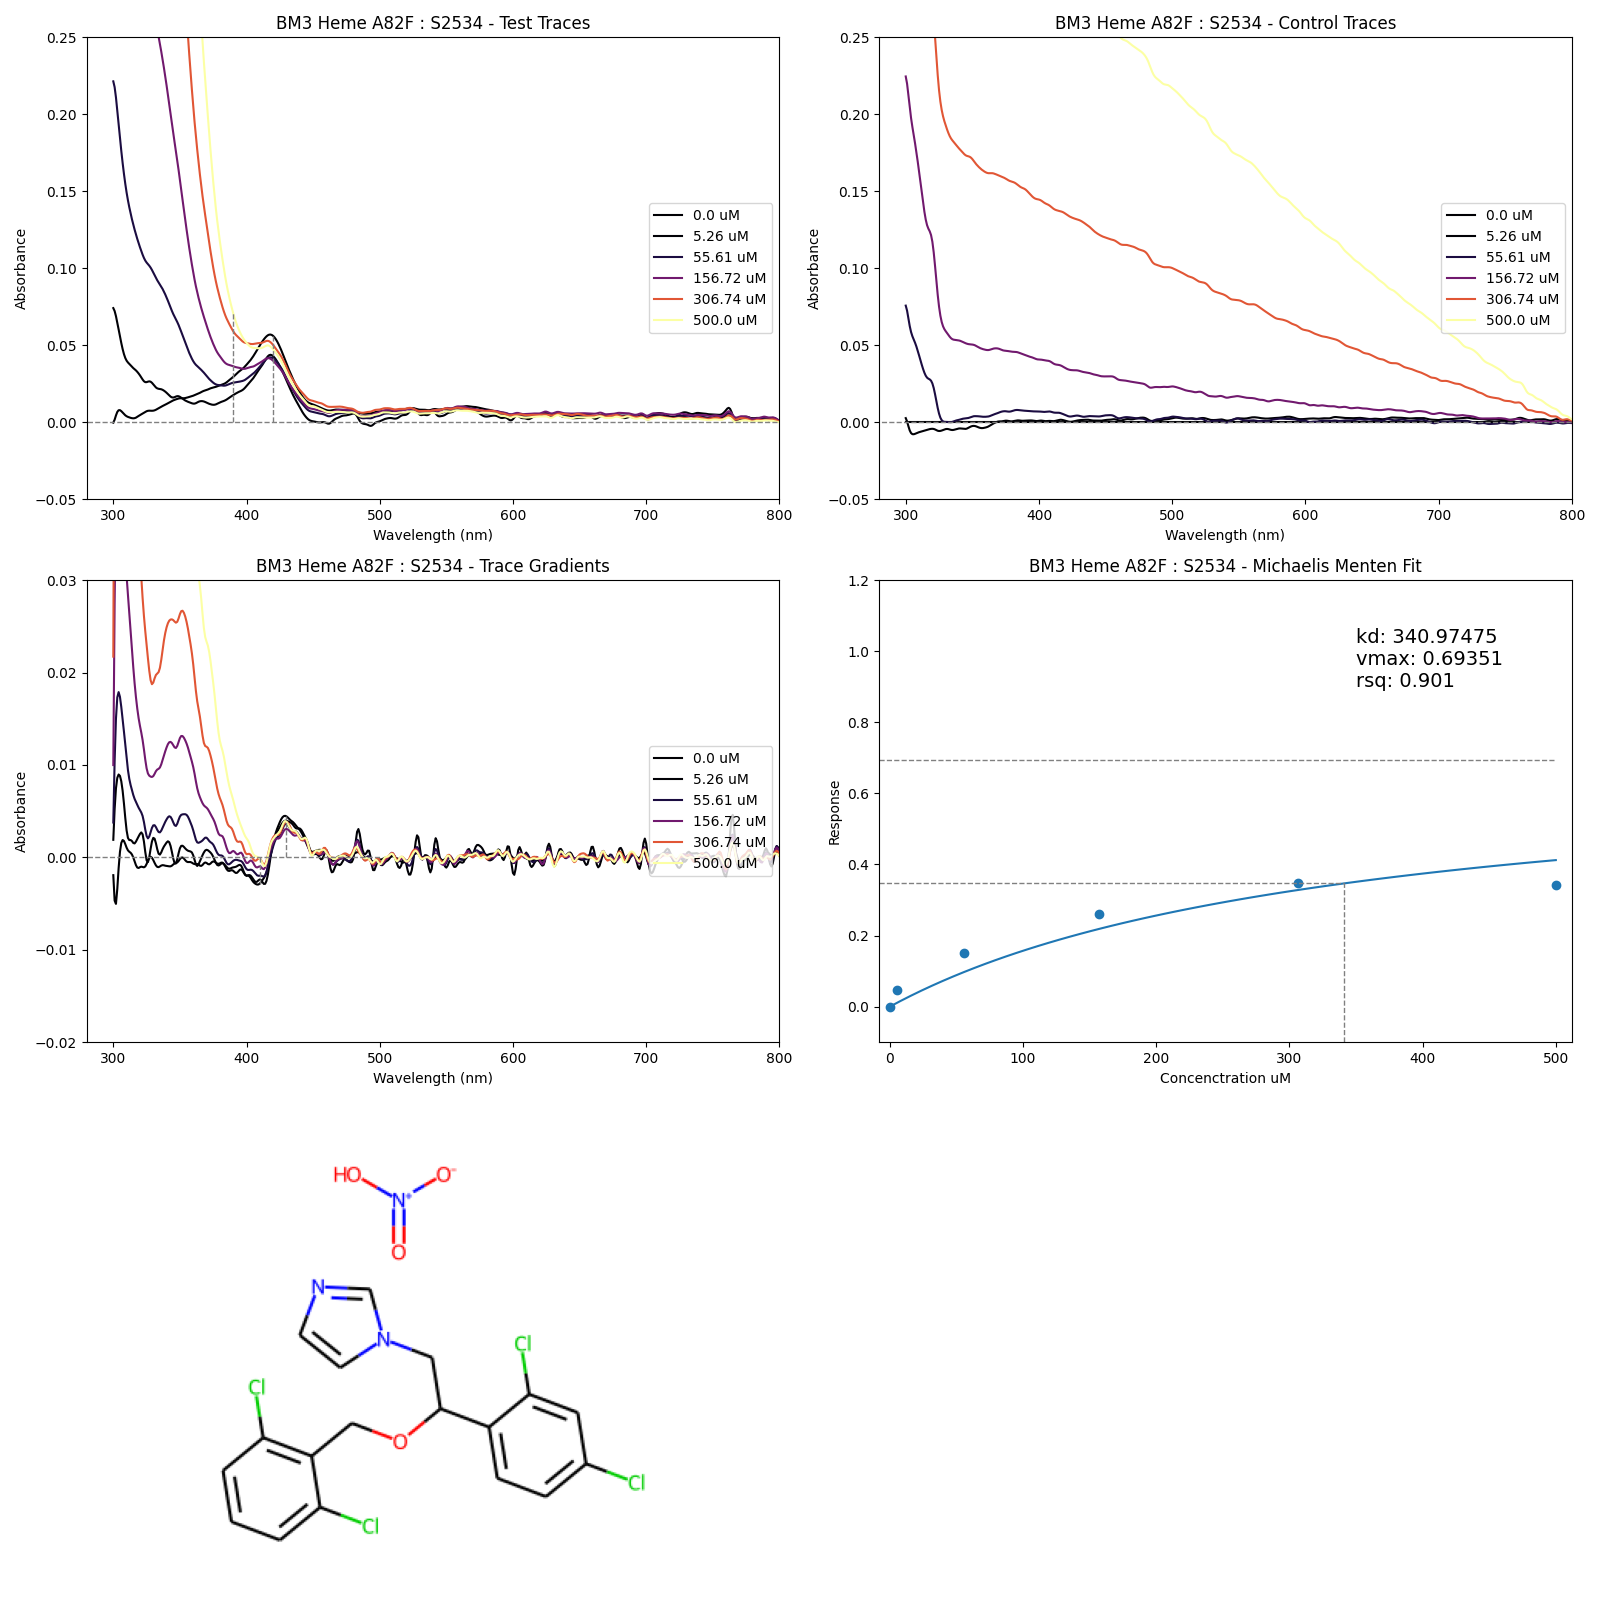 BM3 Heme A82F : S2534 - Test Traces
0.25
0.20
0.15
0.10
0.05
0.00
−0.05
Absorbance
300 400 500 600 700 800
Wavelength (nm)
0.0 uM
5.26 uM
55.61 uM
156.72 uM
306.74 uM
500.0 uM
BM3 Heme A82F : S2534 - Control Traces
0.25
0.20
0.15
0.10
0.05
0.00
−0.05
Absorbance
300 400 500 600 700 800
Wavelength (nm)
0.0 uM
5.26 uM
55.61 uM
156.72 uM
306.74 uM
500.0 uM
BM3 Heme A82F : S2534 - Trace Gradients
0.03
0.02
0.01
0.00
−0.01
−0.02
Absorbance
300 400 500 600 700 800
Wavelength (nm)
0.0 uM
5.26 uM
55.61 uM
156.72 uM
306.74 uM
500.0 uM
BM3 Heme A82F : S2534 - Michaelis Menten Fit
1.2
1.0
0.8
0.6
0.4
0.2
0.0
Response
0 100 200 300 400 500
Concenctration uM
kd: 340.97475
vmax: 0.69351
rsq: 0.901
HO
O⁻
N⁺
O
N
N
Cl
Cl
O
Cl
Cl